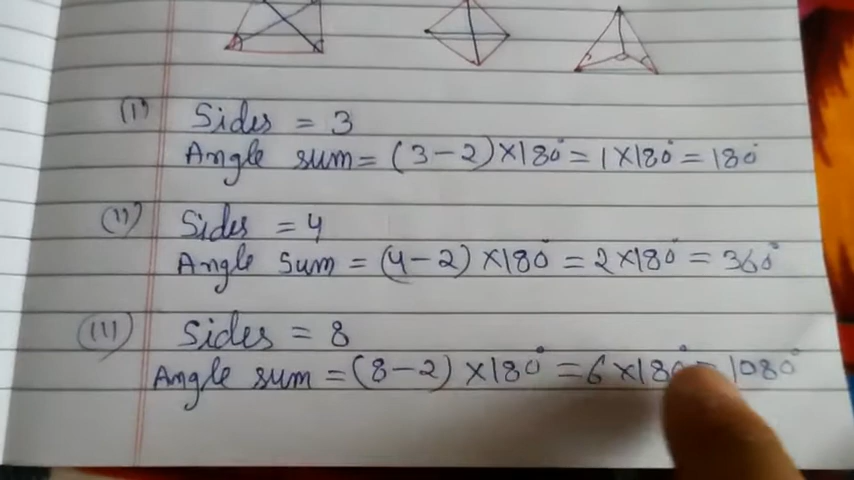 (i) Sides = 3
Angle sum = (3-2)×180° = 1×180° = 180°
(ii) Sides = 4
Angle Sum = (4-2) ×180° = 2×180° = 360°
(iii) Sides = 8
Angle sum = (8-2) ×180° = 6×180° = 1080°